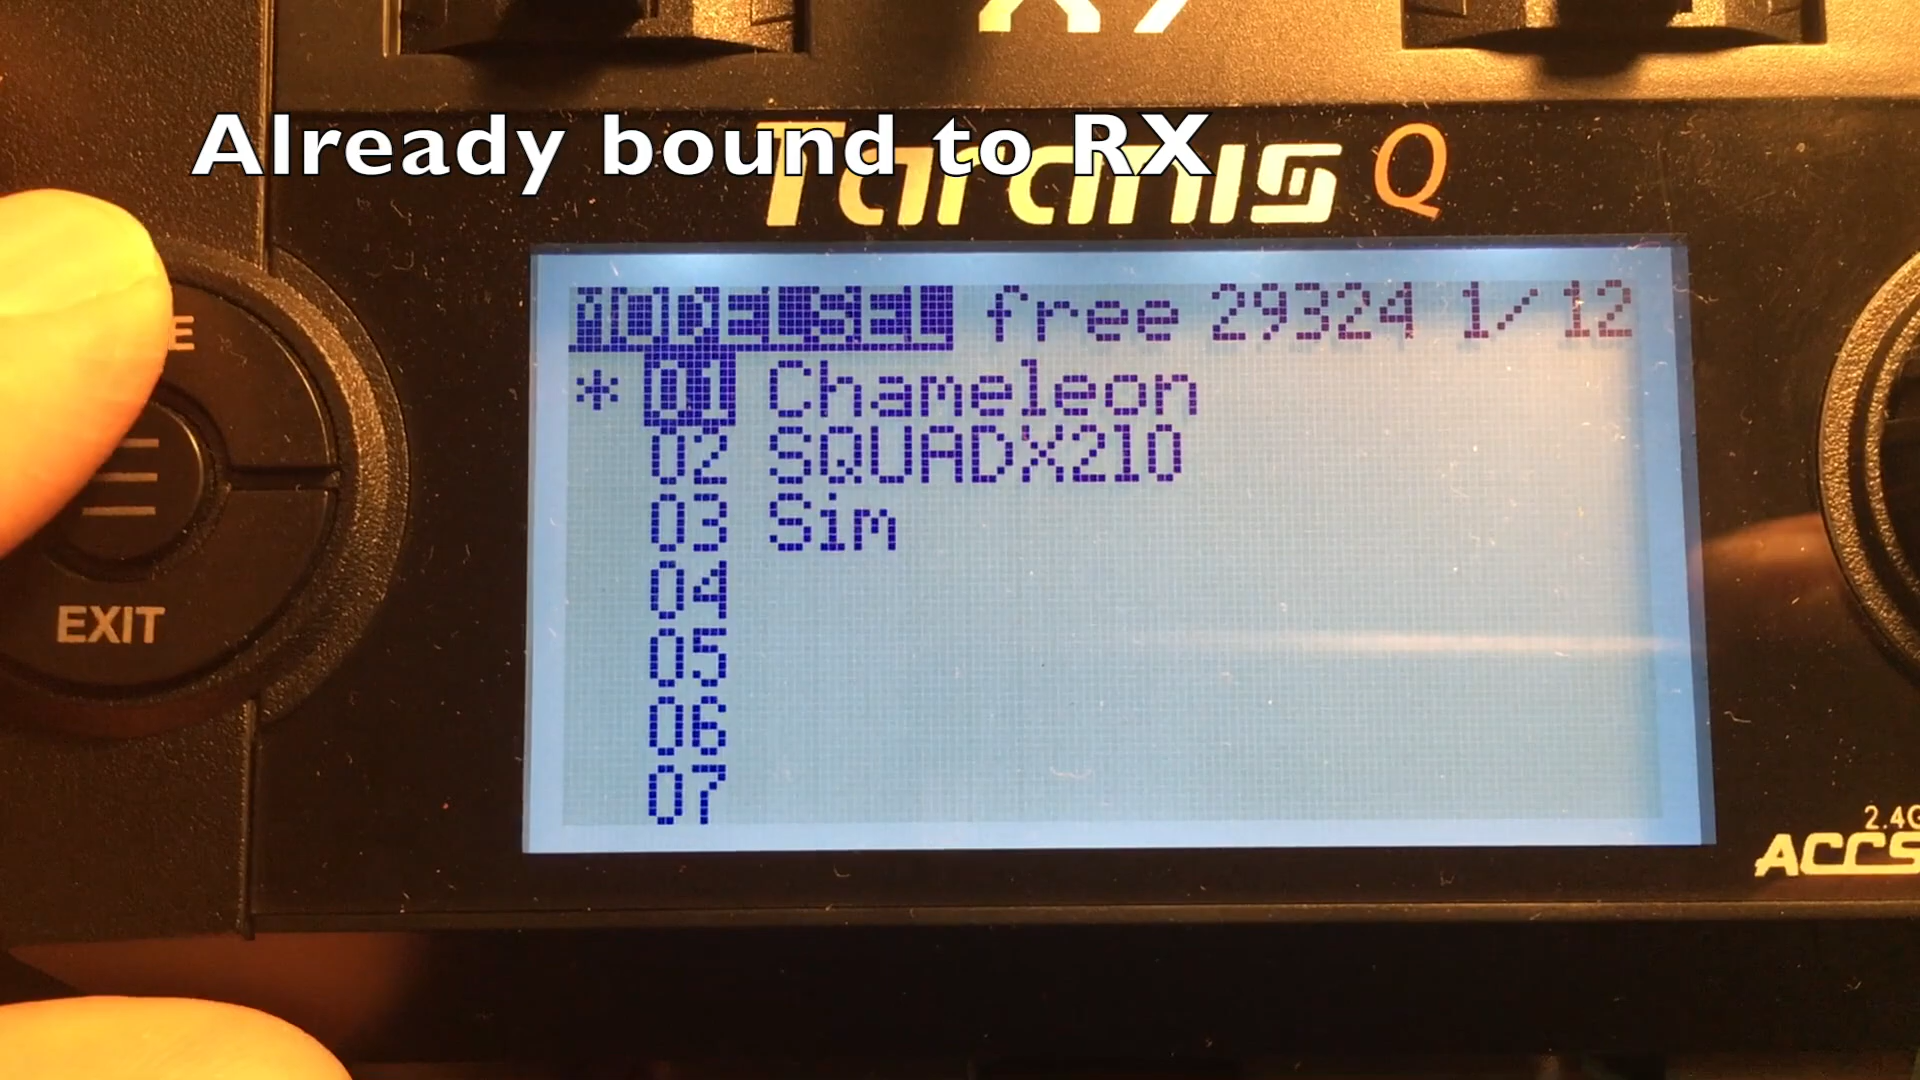 X7
Already bound to RX
Taranis Q
MODELSEL free 29324 1/12
* 01 Chameleon
02 SQUADX210
03 Sim
04
05
06
07
EXIT
2.4G